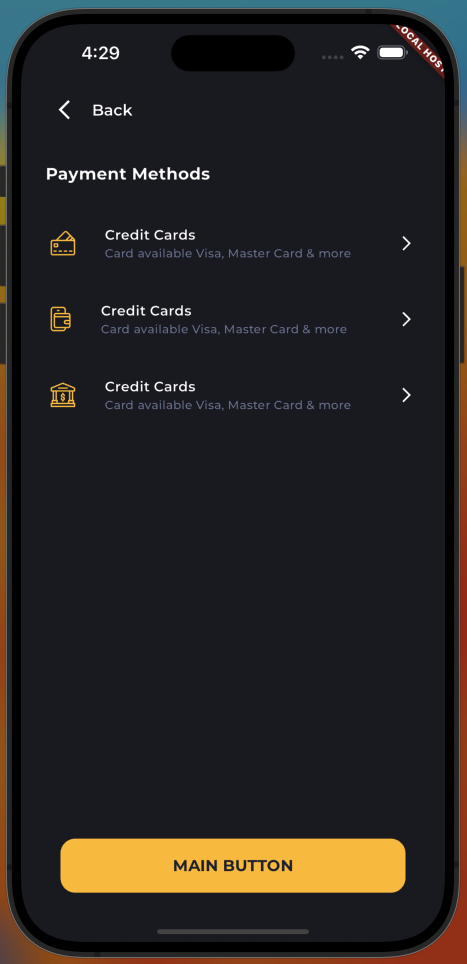 4:29
LOCAL HOST
Back
Payment Methods
Credit Cards
Card available Visa, Master Card & more
Credit Cards
Card available Visa, Master Card & more
$
Credit Cards
Card available Visa, Master Card & more
MAIN BUTTON